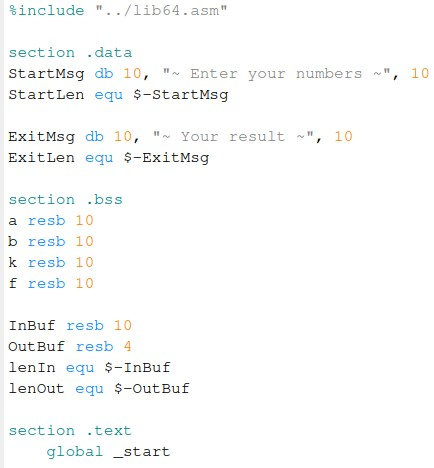 %include "../lib64.asm"
section .data
StartMsg db 10, "~ Enter your numbers ~", 10
StartLen equ $-StartMsg
ExitMsg db 10, "~ Your result ~", 10
ExitLen equ $-ExitMsg
section .bss
a resb 10
b resb 10
k resb 10
f resb 10
InBuf resb 10
OutBuf resb 4
lenIn equ $-InBuf
lenOut equ $-OutBuf
section .text
global _start